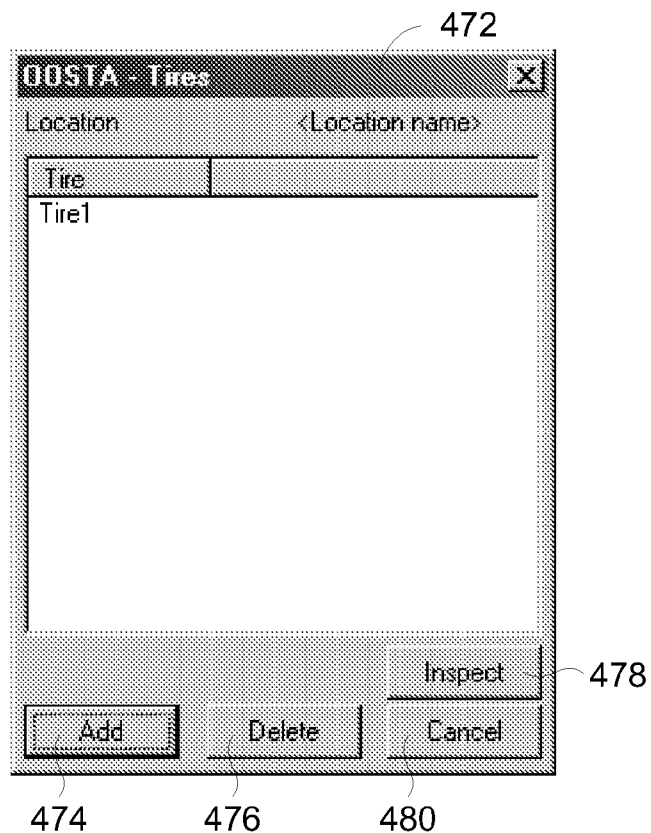 472
OOSTA - Tires
Location <Location name>
Tire
Tire1
Inspect
478
Add Delete Cancel
474 476 480